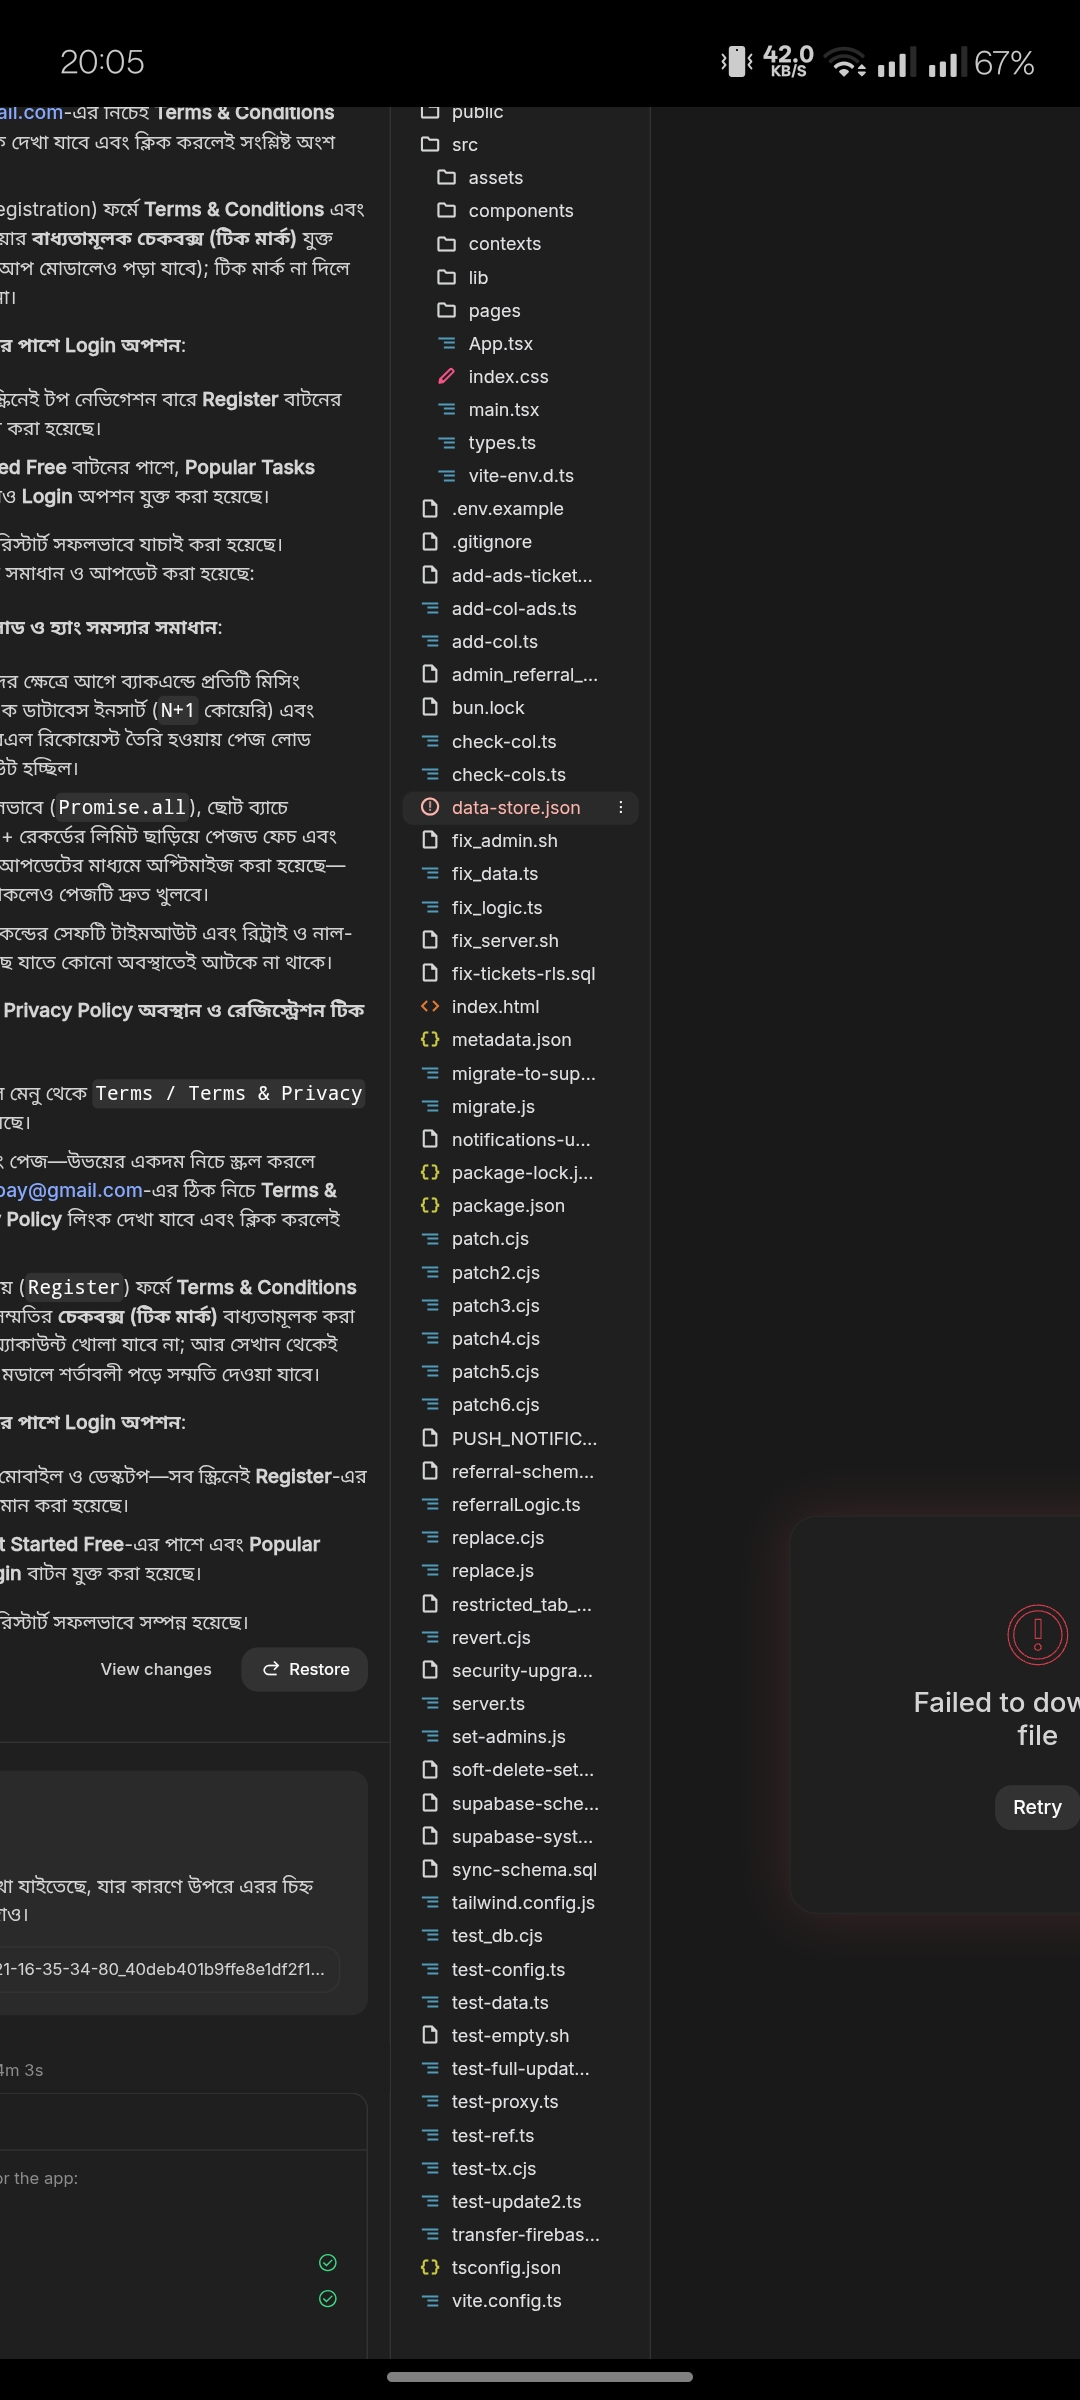 20:05
42.0
KB/S
67%
ail.com-এর নিচেই Terms & Conditions
ক দেখা যাবে এবং ক্লিক করলেই সংশ্লিষ্ট অংশ
egistration) ফর্মে Terms & Conditions এবং
য়ার বাধ্যতামূলক চেকবক্স (টিক মার্ক) যুক্ত
আপ মোডালেও পড়া যাবে); টিক মার্ক না দিলে
না।
র পাশে Login অপশন:
ক্রিনেই টপ নেভিগেশন বারে Register বাটনের
করা হয়েছে।
ed Free বাটনের পাশে, Popular Tasks
ও Login অপশন যুক্ত করা হয়েছে।
রিস্টার্ট সফলভাবে যাচাই করা হয়েছে।
সমাধান ও আপডেট করা হয়েছে:
াড ও হ্যাং সমস্যার সমাধান:
দের ক্ষেত্রে আগে ব্যাকএন্ডে প্রতিটি মিসিং
ক ডাটাবেস ইনসার্ট (N+1 কোয়েরি) এবং
এল রিকোয়েস্ট তৈরি হওয়ায় পেজ লোড
উট হচ্ছিল।
লভাবে (Promise.all), ছোট ব্যাচে
+ রেকর্ডের লিমিট ছাড়িয়ে পেজড ফেচ এবং
আপডেটের মাধ্যমে অপ্টিমাইজ করা হয়েছে—
কলেও পেজটি দ্রুত খুলবে।
কন্ডের সেফটি টাইমআউট এবং রিট্রাই ও নাল-
ছে যাতে কোনো অবস্থাতেই আটকে না থাকে।
Privacy Policy অবস্থান ও রেজিস্ট্রেশন টিক
ল মেনু থেকে Terms / Terms & Privacy
য়েছে।
ং পেজ—উভয়ের একদম নিচে স্ক্রল করলে
pay@gmail.com-এর ঠিক নিচে Terms &
y Policy লিংক দেখা যাবে এবং ক্লিক করলেই
য় (Register) ফর্মে Terms & Conditions
সম্মতির চেকবক্স (টিক মার্ক) বাধ্যতামূলক করা
্যাকাউন্ট খোলা যাবে না; আর সেখান থেকেই
মডালে শর্তাবলী পড়ে সম্মতি দেওয়া যাবে।
র পাশে Login অপশন:
মোবাইল ও ডেস্কটপ—সব স্ক্রিনেই Register-এর
মান করা হয়েছে।
t Started Free-এর পাশে এবং Popular
gin বাটন যুক্ত করা হয়েছে।
রিস্টার্ট সফলভাবে সম্পন্ন হয়েছে।
View changes
Restore
খা যাইতেছে, যার কারণে উপরে এরর চিহ্ন
াও।
21-16-35-34-80_40deb401b9ffe8e1df2f1...
4m 3s
or the app:
public
src
assets
components
contexts
lib
pages
App.tsx
index.css
main.tsx
types.ts
vite-env.d.ts
.env.example
.gitignore
add-ads-ticket...
add-col-ads.ts
add-col.ts
admin_referral_...
bun.lock
check-col.ts
check-cols.ts
data-store.json
fix_admin.sh
fix_data.ts
fix_logic.ts
fix_server.sh
fix-tickets-rls.sql
index.html
metadata.json
migrate-to-sup...
migrate.js
notifications-u...
package-lock.j...
package.json
patch.cjs
patch2.cjs
patch3.cjs
patch4.cjs
patch5.cjs
patch6.cjs
PUSH_NOTIFIC...
referral-schem...
referralLogic.ts
replace.cjs
replace.js
restricted_tab_...
revert.cjs
security-upgra...
server.ts
set-admins.js
soft-delete-set...
supabase-sche...
supabase-syst...
sync-schema.sql
tailwind.config.js
test_db.cjs
test-config.ts
test-data.ts
test-empty.sh
test-full-updat...
test-proxy.ts
test-ref.ts
test-tx.cjs
test-update2.ts
transfer-firebas...
tsconfig.json
vite.config.ts
Failed to dow
file
Retry